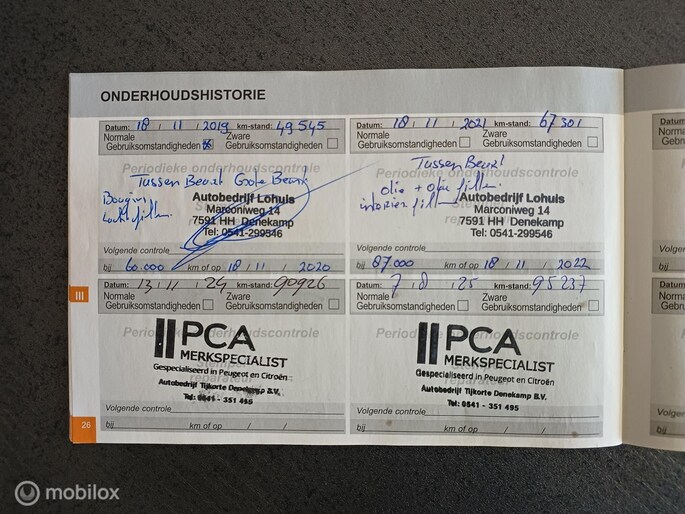 ONDERHOUDSHISTORIE
Datum: 18 / 11 / 2019 km-stand: 49545
Normale Gebruiksomstandigheden
Zware Gebruiksomstandigheden
Periodieke onderhoudscontrole
Tussen Beurt Grote Beurt
Bougies
luchtfilter.
Autobedrijf Lohuis
Marconiweg 14
7591 HH Denekamp
Tel: 0541-299546
Volgende controle
bij 60.000 km of op 18 / 11 / 2020
Datum: 18 / 11 / 2021 km-stand: 67301
Normale Gebruiksomstandigheden
Zware Gebruiksomstandigheden
Periodieke onderhoudscontrole
Tussen Beurt
olie + olie filter
interieur filter
Autobedrijf Lohuis
Marconiweg 14
7591 HH Denekamp
Tel: 0541-299546
Volgende controle
bij 87.000 km of op 18 / 11 / 2022
III
Datum: 13 / 11 / 24 km-stand: 90926
Normale Gebruiksomstandigheden
Zware Gebruiksomstandigheden
Periodieke onderhoudscontrole
PCA
MERKSPECIALIST
Gespecialiseerd in Peugeot en Citroën
Autobedrijf Tijkorte Denekamp B.V.
Tel: 0541 - 351 495
Volgende controle
bij km of op / /
Datum: 7 / 8 / 25 km-stand: 95237
Normale Gebruiksomstandigheden
Zware Gebruiksomstandigheden
Periodieke onderhoudscontrole
PCA
MERKSPECIALIST
Gespecialiseerd in Peugeot en Citroën
Autobedrijf Tijkorte Denekamp B.V.
Tel: 0541 - 351 495
Volgende controle
bij km of op / /
26
mobilox